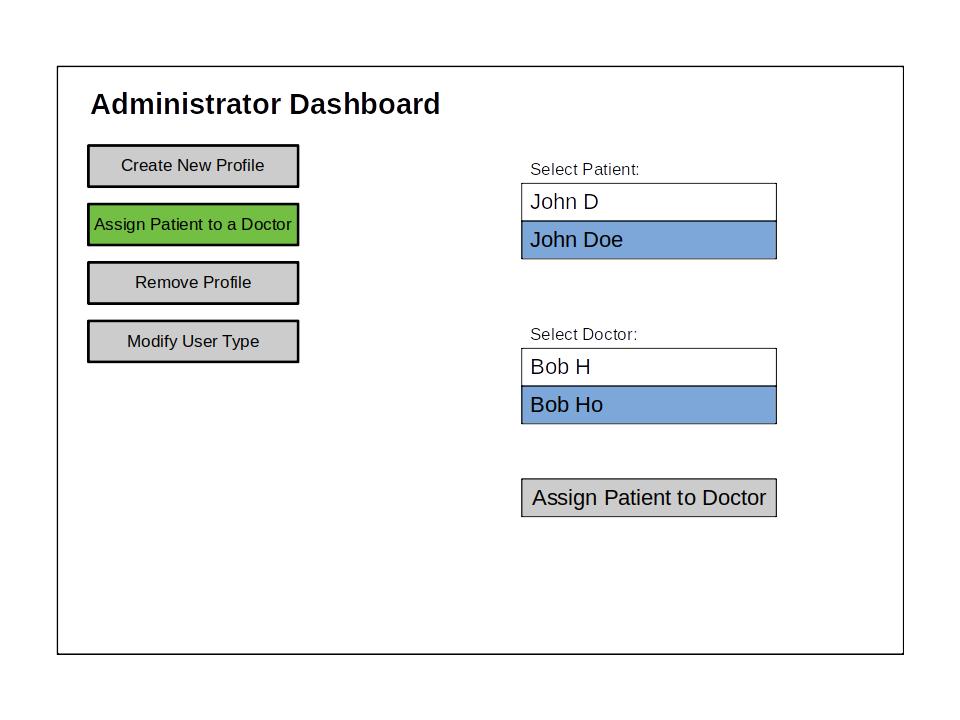 Administrator Dashboard
Create New Profile
Assign Patient to a Doctor
Remove Profile
Modify User Type
Select Patient:
John D
John Doe
Select Doctor:
Bob H
Bob Ho
Assign Patient to Doctor